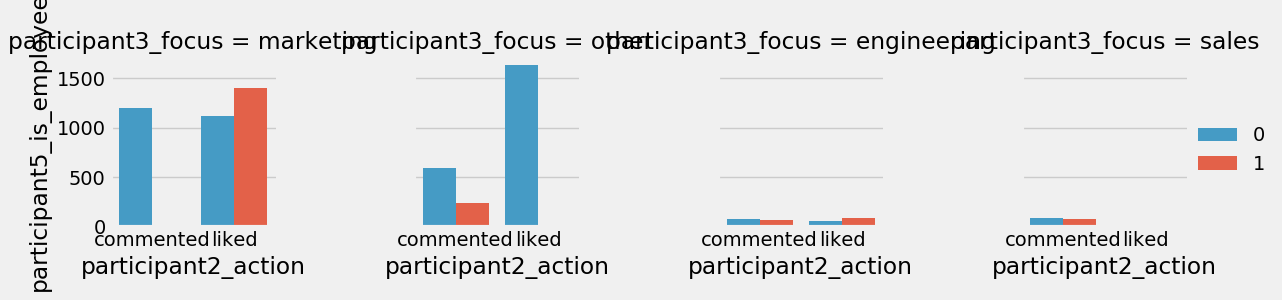 participant3_focus = marketing
participant3_focus = other
participant3_focus = engineering
participant3_focus = sales
participant5_is_employee
1500
1000
500
0
commented liked
commented liked
commented liked
commented liked
participant2_action
participant2_action
participant2_action
participant2_action
0
1